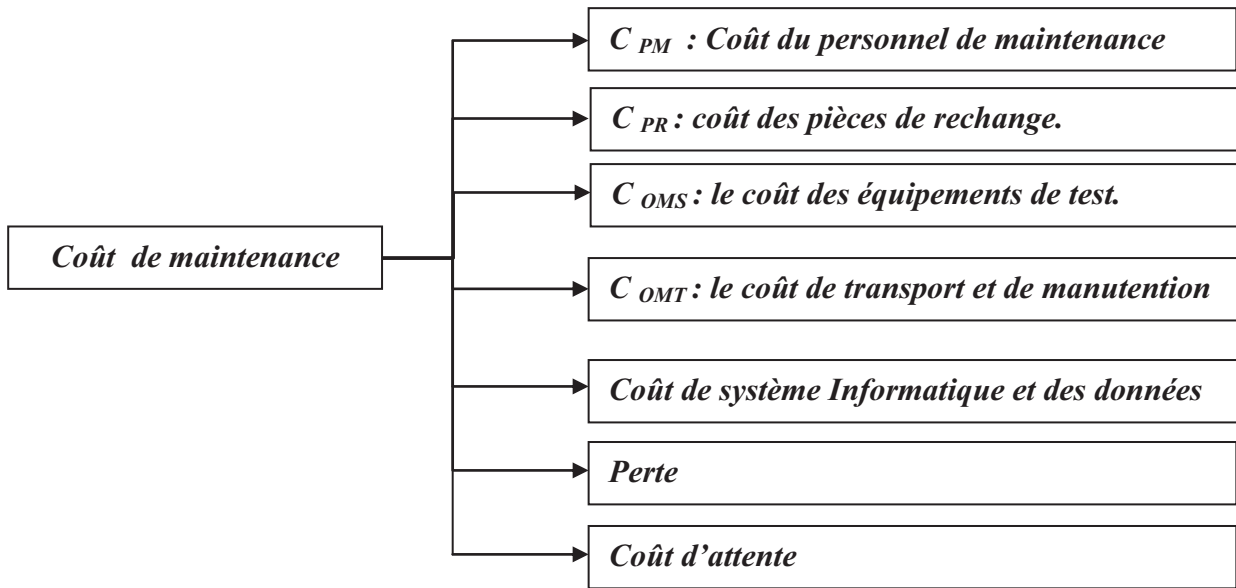 C PM : Coût du personnel de maintenance
C PR : coût des pièces de rechange.
C OMS : le coût des équipements de test.
Coût de maintenance
C OMT : le coût de transport et de manutention
Coût de système Informatique et des données
Perte
Coût d’attente